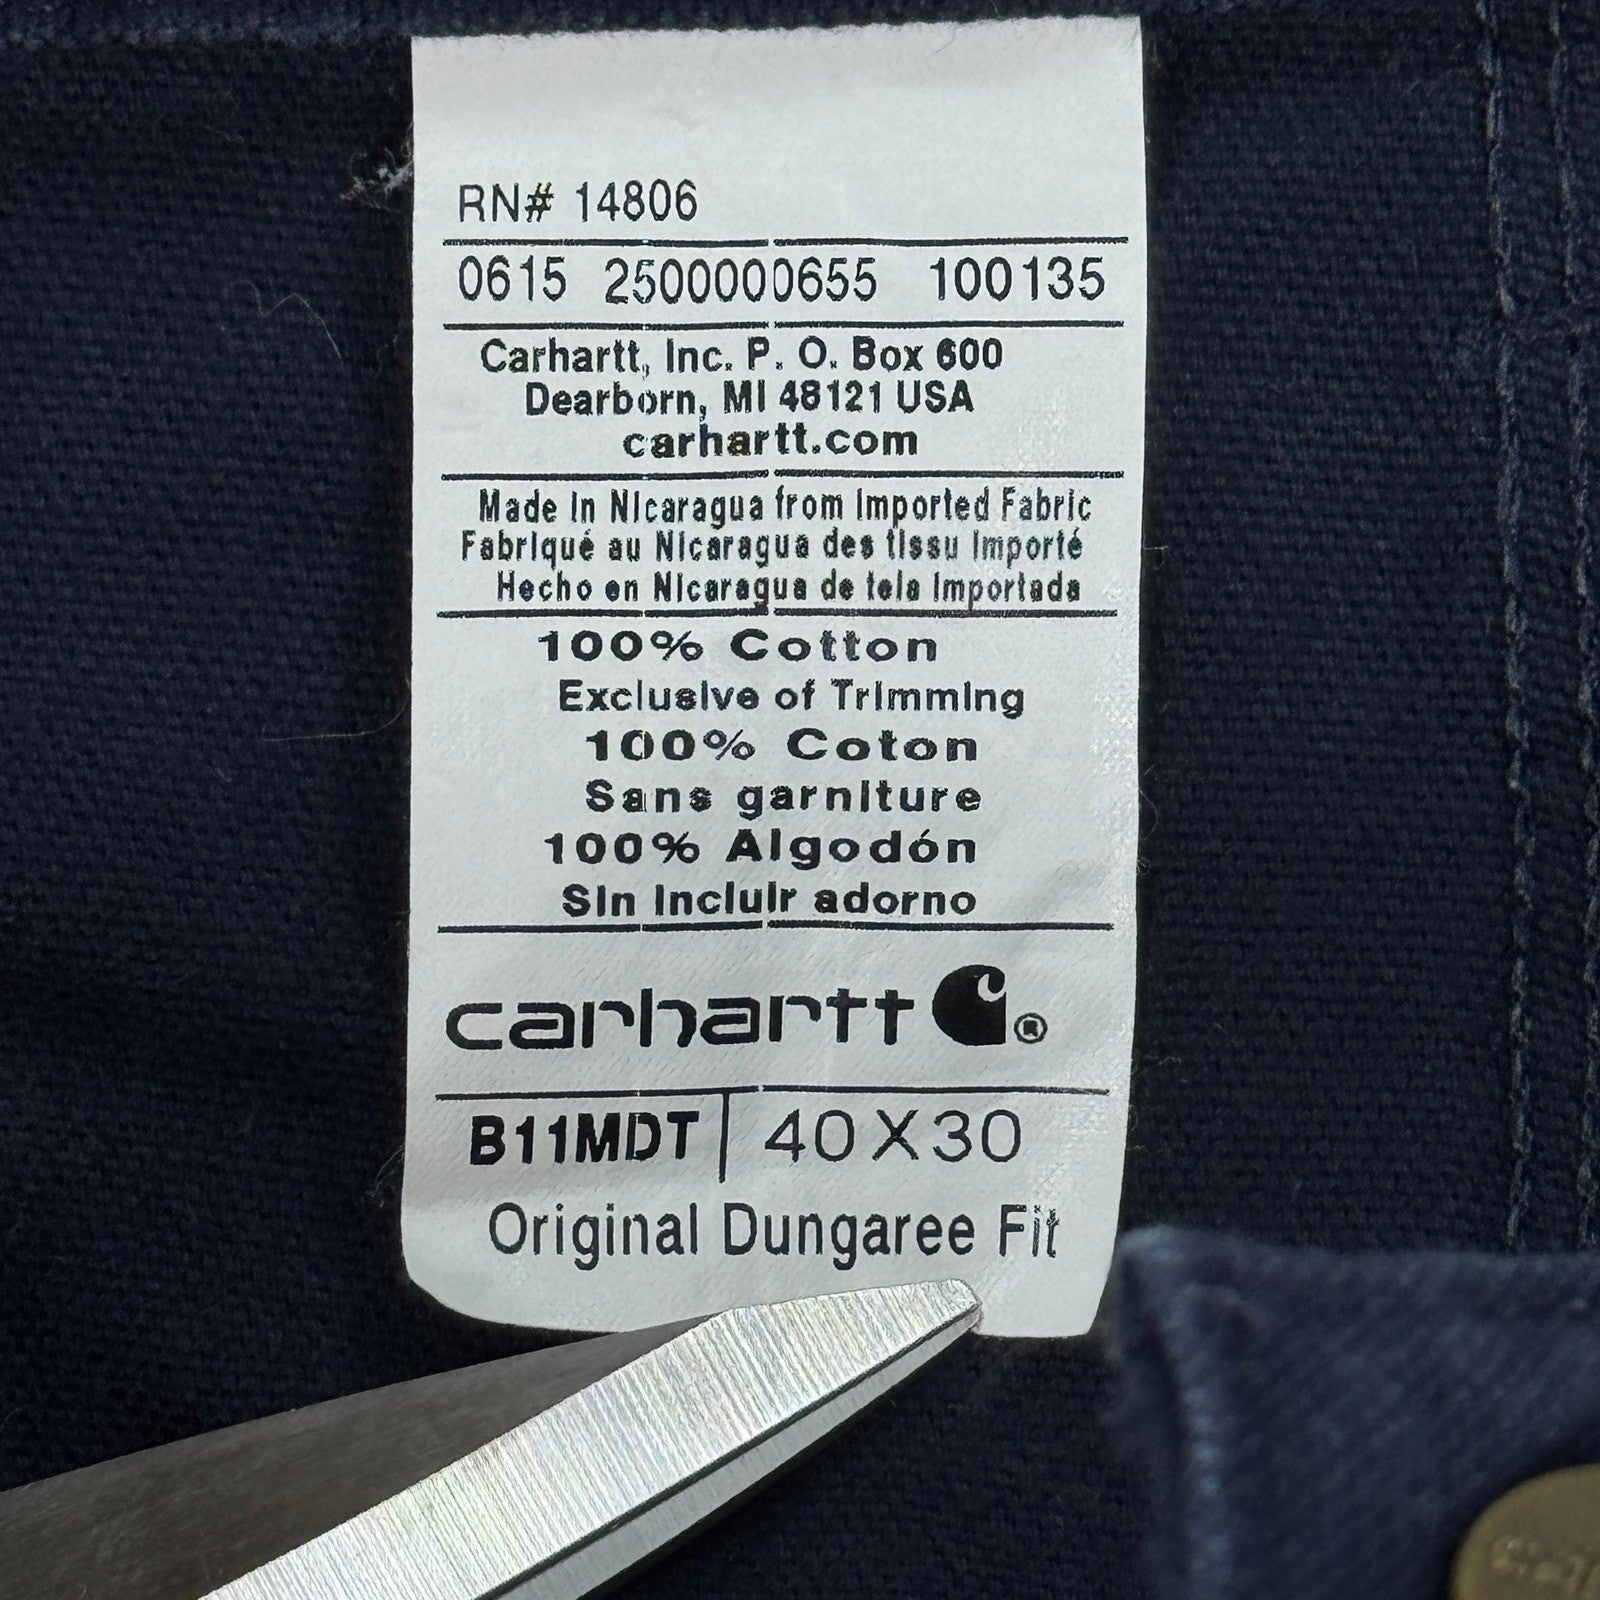 RN# 14806
0615 2500000655 100135
Carhartt, Inc. P. O. Box 600
Dearborn, MI 48121 USA
carhartt.com
Made In Nicaragua from Imported Fabric
Fabriqué au Nicaragua des tissu Importé
Hecho en Nicaragua de tela Importada
100% Cotton
Exclusive of Trimming
100% Coton
Sans garniture
100% Algodón
Sin Incluir adorno
carhartt ®
B11MDT 40X30
Original Dungaree Fit